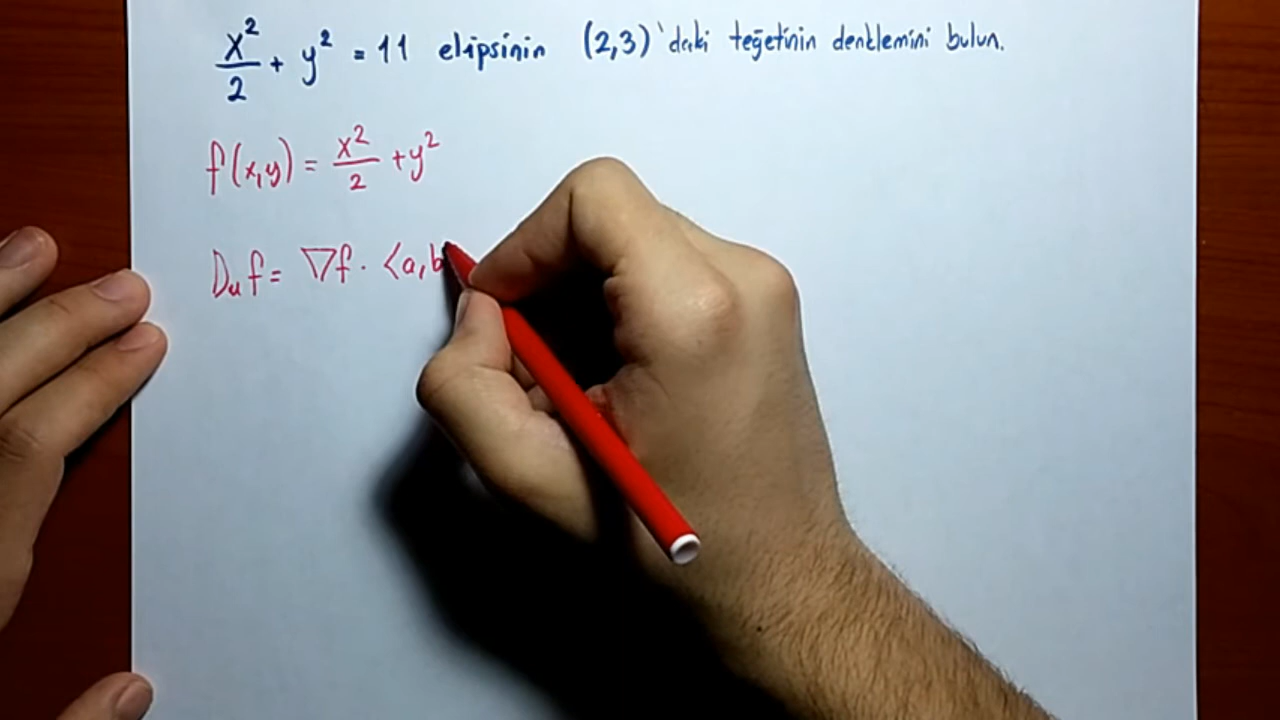 x²/2 + y² = 11 elipsinin (2,3)'daki teğetinin denklemini bulun.
f(x,y) = x²/2 + y²
Duf = ∇f · <a,b